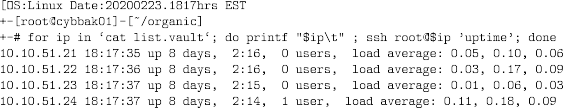 [OS:Linux Date:20200223.1817hrs EST
+-[root@cybbak01]-[~/organic]
+-# for ip in ‘cat list.vault‘; do printf "$ip\t" ; ssh root@$ip ’uptime’; done
10.10.51.21 18:17:35 up 8 days, 2:16, 0 users, load average: 0.05, 0.10, 0.06
10.10.51.22 18:17:36 up 8 days, 2:16, 0 users, load average: 0.03, 0.17, 0.09
10.10.51.23 18:17:37 up 8 days, 2:15, 0 users, load average: 0.01, 0.06, 0.03
10.10.51.24 18:17:37 up 8 days, 2:14, 1 user, load average: 0.11, 0.18, 0.09